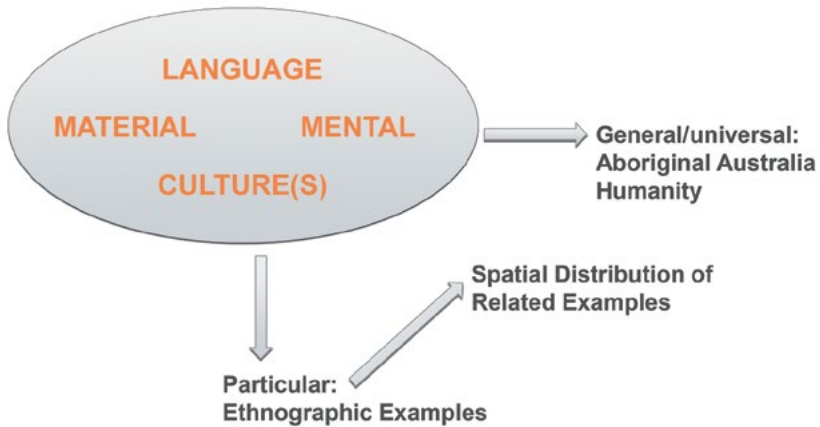 LANGUAGE
MATERIAL MENTAL
CULTURE(S)
General/universal:
Aboriginal Australia
Humanity
Spatial Distribution of
Related Examples
Particular:
Ethnographic Examples